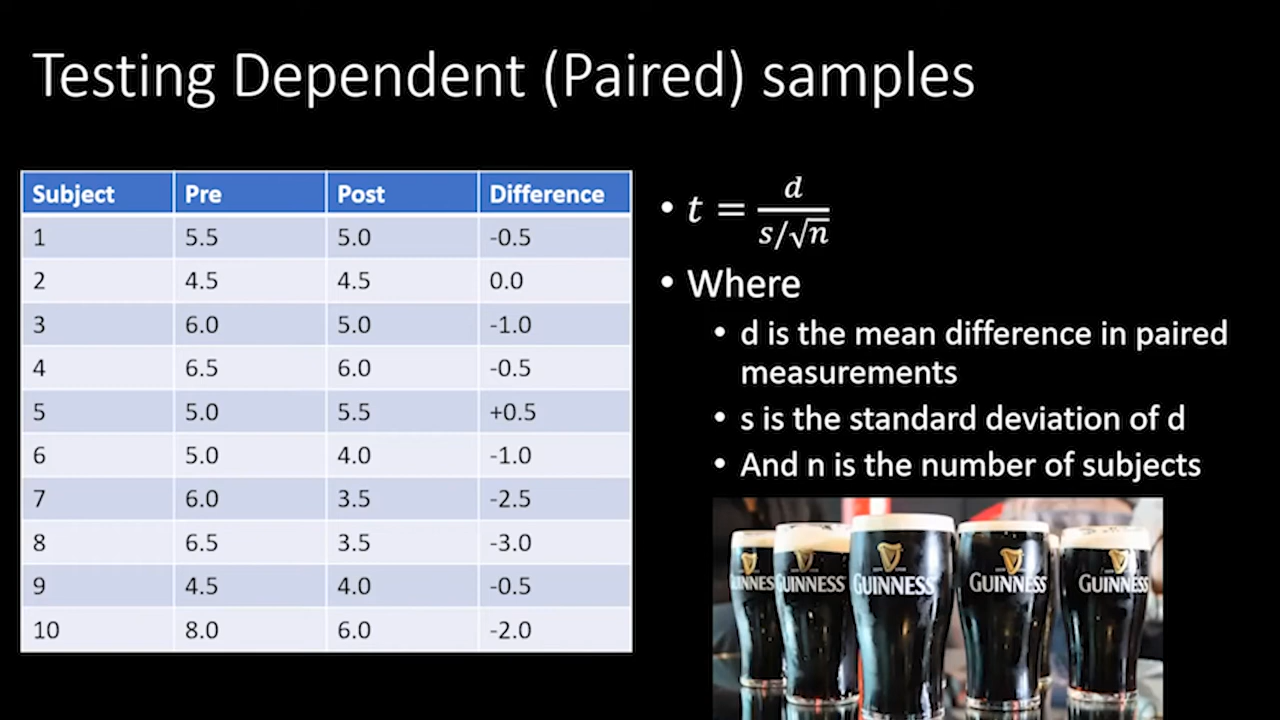 Testing Dependent (Paired) samples
Subject Pre Post Difference
1 5.5 5.0 -0.5
2 4.5 4.5 0.0
3 6.0 5.0 -1.0
4 6.5 6.0 -0.5
5 5.0 5.5 +0.5
6 5.0 4.0 -1.0
7 6.0 3.5 -2.5
8 6.5 3.5 -3.0
9 4.5 4.0 -0.5
10 8.0 6.0 -2.0
• t = d / (s/√n)
• Where
• d is the mean difference in paired
measurements
• s is the standard deviation of d
• And n is the number of subjects
GUINNESS GUINNESS GUINNESS GUINNESS GUINNESS